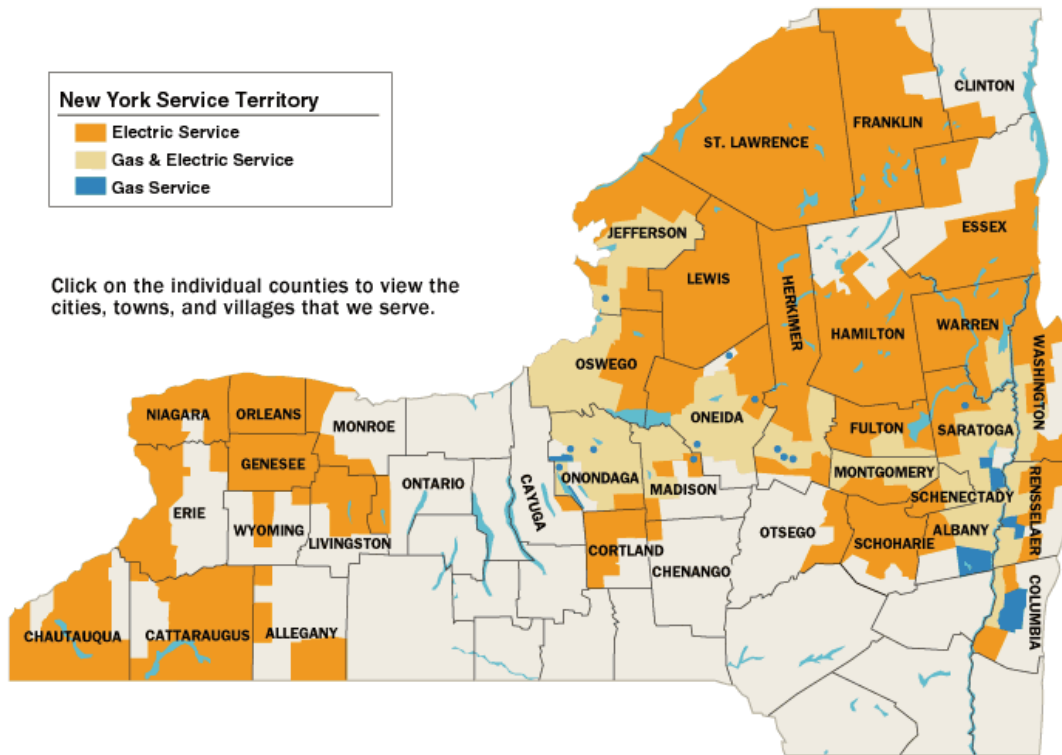 New York Service Territory
Electric Service
Gas & Electric Service
Gas Service
Click on the individual counties to view the
cities, towns, and villages that we serve.
CLINTON
FRANKLIN
ST. LAWRENCE
JEFFERSON
ESSEX
LEWIS
HERKIMER
HAMILTON
WARREN
WASHINGTON
OSWEGO
ONEIDA
NIAGARA
ORLEANS
MONROE
FULTON
SARATOGA
GENESEE
ONTARIO
CAYUGA
ONONDAGA
MADISON
MONTGOMERY
SCHENECTADY
RENSSELAER
ERIE
WYOMING
LIVINGSTON
CORTLAND
CHENANGO
OTSEGO
SCHOHARIE
ALBANY
COLUMBIA
CHAUTAUQUA
CATTARAUGUS
ALLEGANY